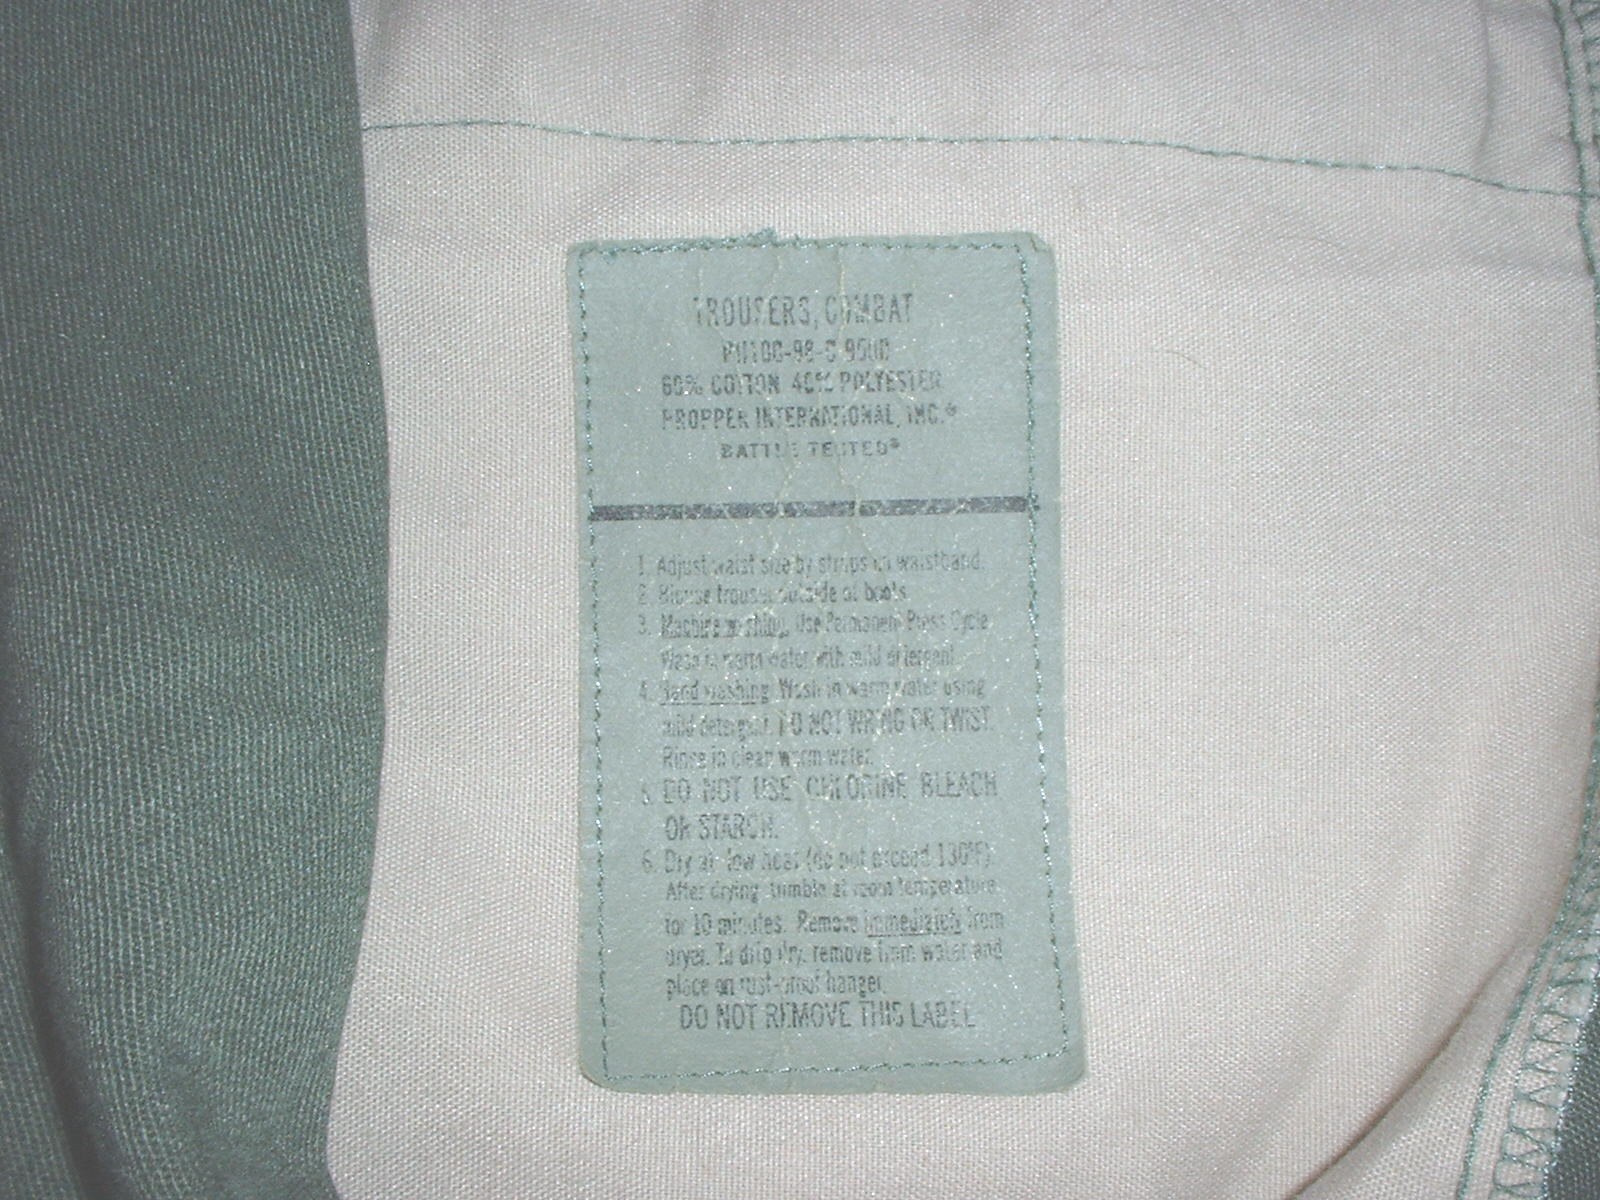 TROUSERS, COMBAT
60% COTTON 40% POLYESTER
PROPPER INTERNATIONAL, INC.®
BATTLE TESTED®
1. Adjust waist size by straps on waistband.
2. Blouse trouser outside of boots.
3. Machine washing. Use Permanent Press Cycle
Wash in warm water with mild detergent.
4. Hand washing Wash in warm water using
mild detergent. DO NOT WRING OR TWIST.
Rinse in clean warm water.
5. DO NOT USE CHLORINE BLEACH
OR STARCH.
6. Dry at low heat (do not exceed 130°F).
After drying, tumble at room temperature
for 10 minutes. Remove immediately from
dryer. To drip dry, remove from water and
place on rust-proof hanger.
DO NOT REMOVE THIS LABEL